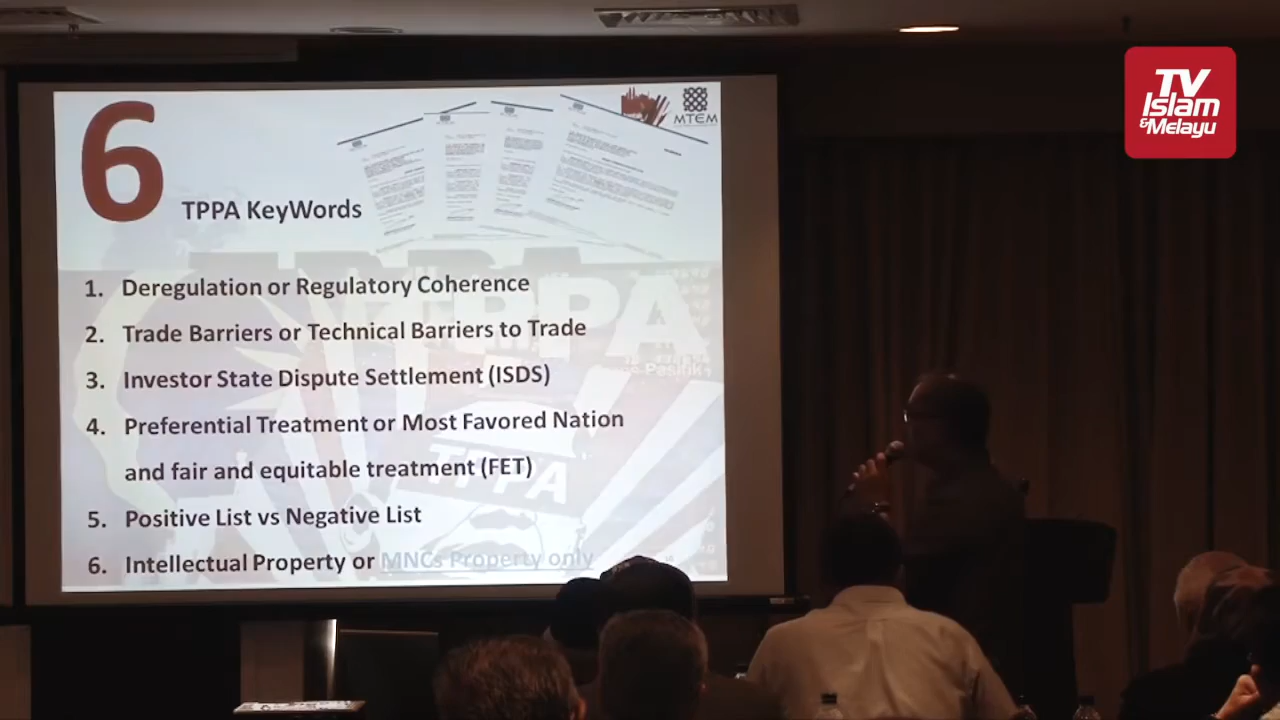 6
TPPA KeyWords
MTEM
TV
Islam
&Melayu
1. Deregulation or Regulatory Coherence
2. Trade Barriers or Technical Barriers to Trade
3. Investor State Dispute Settlement (ISDS)
4. Preferential Treatment or Most Favored Nation
and fair and equitable treatment (FET)
5. Positive List vs Negative List
6. Intellectual Property or MNCs Property only
TPPA
TPPA